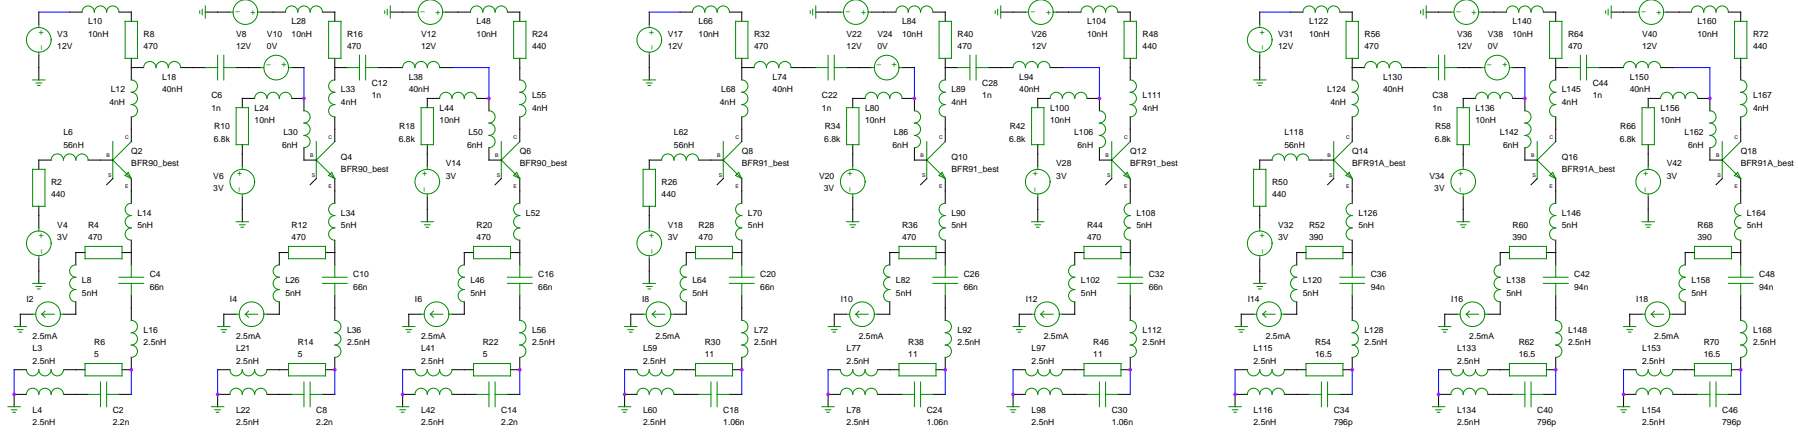 L10
10nH
V3
12V
R8
470
L18
40nH
L12
4nH
L6
56nH
Q2
BFR90_best
C
B
S
E
R2
440
V4
3V
L14
5nH
R4
470
L8
5nH
C4
66n
I2
2.5mA
L16
2.5nH
L3
2.5nH
R6
5
L4
2.5nH
C2
2.2n
V8
12V
V10
0V
L28
10nH
R16
470
C6
1n
L24
10nH
R10
6.8k
L30
6nH
L33
4nH
C12
1n
Q4
BFR90_best
C
B
S
E
V6
3V
L34
5nH
R12
470
L26
5nH
C10
66n
I4
2.5mA
L36
2.5nH
L21
2.5nH
R14
5
L22
2.5nH
C8
2.2n
V12
12V
L48
10nH
R24
440
L38
40nH
L44
10nH
R18
6.8k
L50
6nH
L55
4nH
Q6
BFR90_best
C
B
S
E
V14
3V
L52
5nH
R20
470
L46
5nH
C16
66n
I6
2.5mA
L56
2.5nH
L41
2.5nH
R22
5
L42
2.5nH
C14
2.2n
L66
10nH
V17
12V
R32
470
L74
40nH
L68
4nH
L62
56nH
Q8
BFR91_best
C
B
S
E
R26
440
V18
3V
L70
5nH
R28
470
L64
5nH
C20
66n
I8
2.5mA
L72
2.5nH
L59
2.5nH
R30
11
L60
2.5nH
C18
1.06n
V22
12V
V24
0V
L84
10nH
R40
470
C22
1n
L80
10nH
R34
6.8k
L86
6nH
L89
4nH
C28
1n
Q10
BFR91_best
C
B
S
E
V20
3V
L90
5nH
R36
470
L82
5nH
C26
66n
I10
2.5mA
L92
2.5nH
L77
2.5nH
R38
11
L78
2.5nH
C24
1.06n
V26
12V
L104
10nH
R48
440
L94
40nH
L100
10nH
R42
6.8k
L106
6nH
L111
4nH
Q12
BFR91_best
C
B
S
E
V28
3V
L108
5nH
R44
470
L102
5nH
C32
66n
I12
2.5mA
L112
2.5nH
L97
2.5nH
R46
11
L98
2.5nH
C30
1.06n
L122
10nH
V31
12V
R56
470
L130
40nH
L124
4nH
L118
56nH
Q14
BFR91A_best
C
B
S
E
R50
440
V32
3V
L126
5nH
R52
390
L120
5nH
C36
94n
I14
2.5mA
L128
2.5nH
L115
2.5nH
R54
16.5
L116
2.5nH
C34
796p
V36
12V
V38
0V
L140
10nH
R64
470
C38
1n
L136
10nH
R58
6.8k
L142
6nH
L145
4nH
C44
1n
Q16
BFR91A_best
C
B
S
E
V34
3V
L146
5nH
R60
390
L138
5nH
C42
94n
I16
2.5mA
L148
2.5nH
L133
2.5nH
R62
16.5
L134
2.5nH
C40
796p
V40
12V
L160
10nH
R72
440
L150
40nH
L156
10nH
R66
6.8k
L162
6nH
L167
4nH
Q18
BFR91A_best
C
B
S
E
V42
3V
L164
5nH
R68
390
L158
5nH
C48
94n
I18
2.5mA
L168
2.5nH
L153
2.5nH
R70
16.5
L154
2.5nH
C46
796p